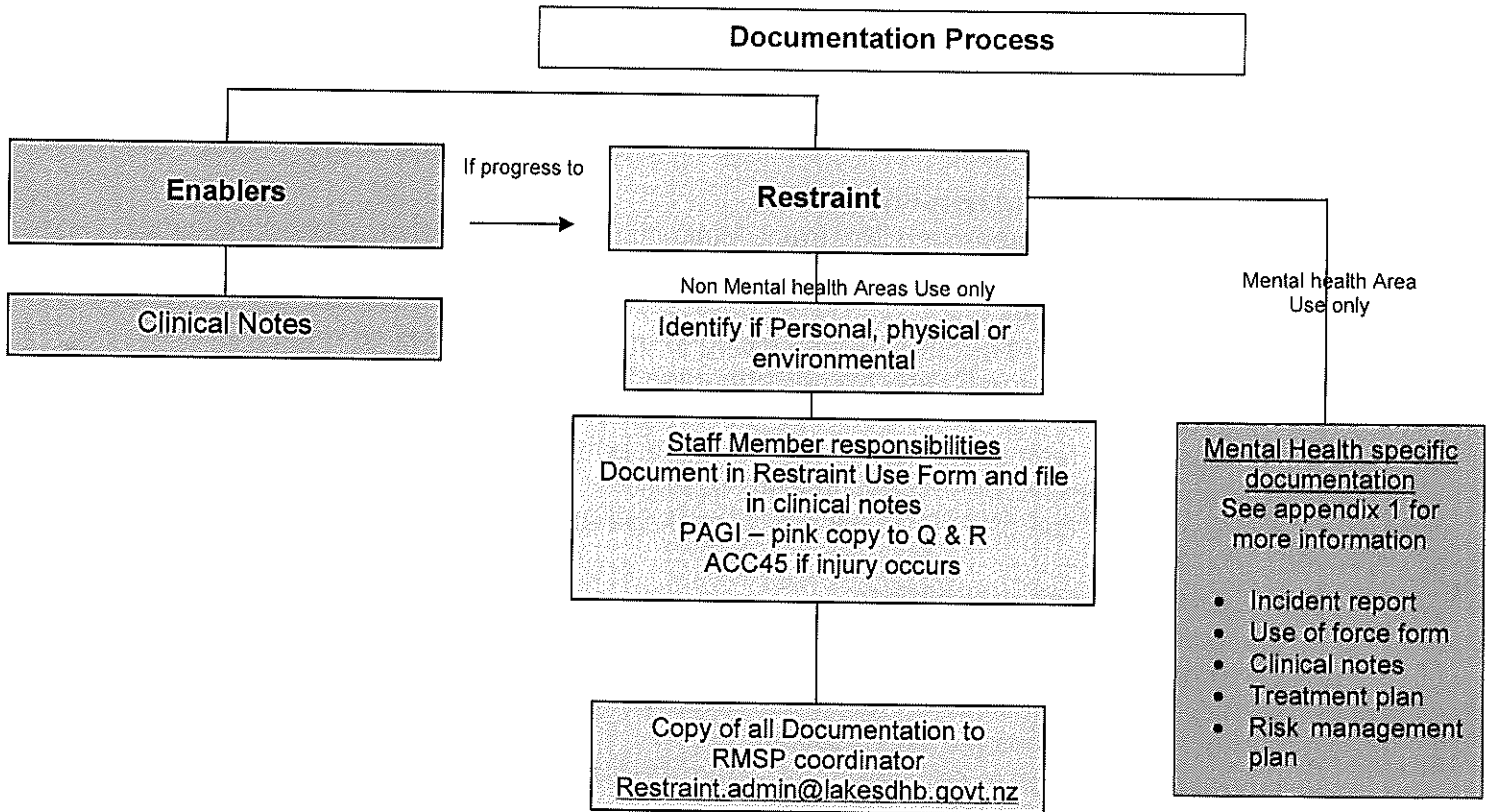 Documentation Process
Enablers
If progress to
Restraint
Clinical Notes
Non Mental health Areas Use only
Mental health Area
Use only
Identify if Personal, physical or
environmental
Staff Member responsibilities
Document in Restraint Use Form and file
in clinical notes
PAGI – pink copy to Q & R
ACC45 if injury occurs
Copy of all Documentation to
RMSP coordinator
Restraint.admin@lakesdhb.govt.nz
Mental Health specific
documentation
See appendix 1 for
more information
• Incident report
• Use of force form
• Clinical notes
• Treatment plan
• Risk management
plan